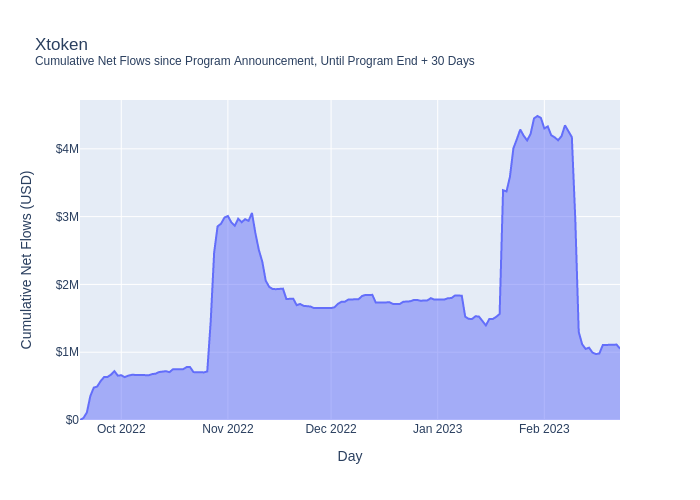 Xtoken
Cumulative Net Flows since Program Announcement, Until Program End + 30 Days
Cumulative Net Flows (USD)
$4M
$3M
$2M
$1M
$0
Oct 2022
Nov 2022
Dec 2022
Jan 2023
Feb 2023
Day